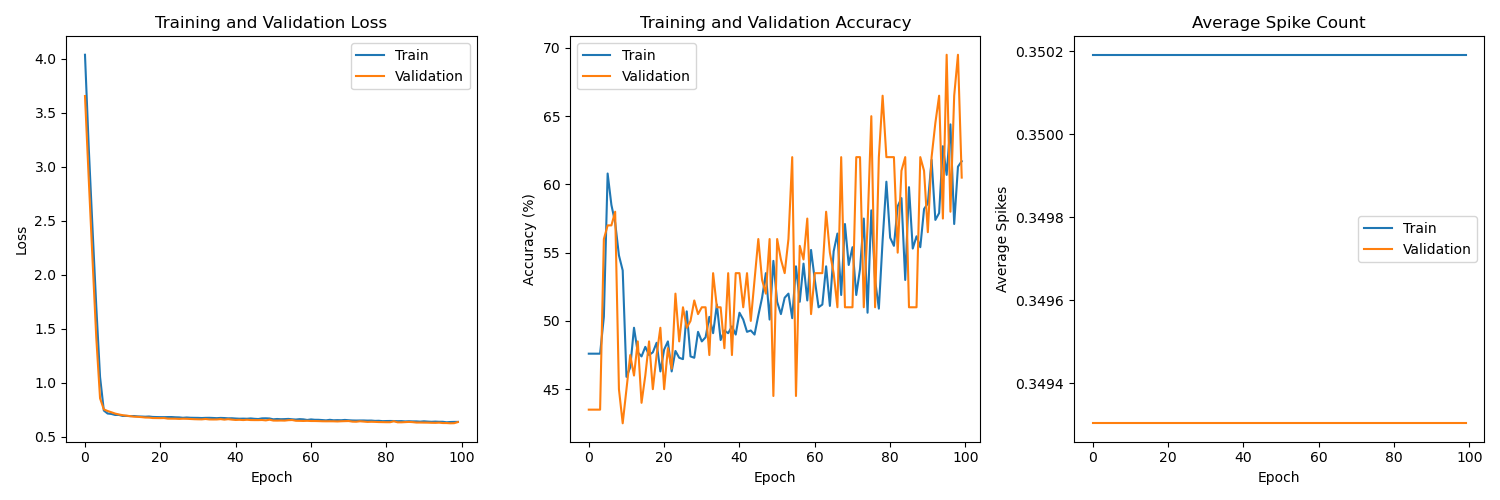 Training and Validation Loss
4.0
3.5
3.0
2.5
2.0
1.5
1.0
0.5
Loss
0
20
40
60
80
100
Epoch
Train
Validation
Training and Validation Accuracy
70
65
60
55
50
45
Accuracy (%)
0
20
40
60
80
100
Epoch
Train
Validation
Average Spike Count
0.3502
0.3500
0.3498
0.3496
0.3494
Average Spikes
0
20
40
60
80
100
Epoch
Train
Validation